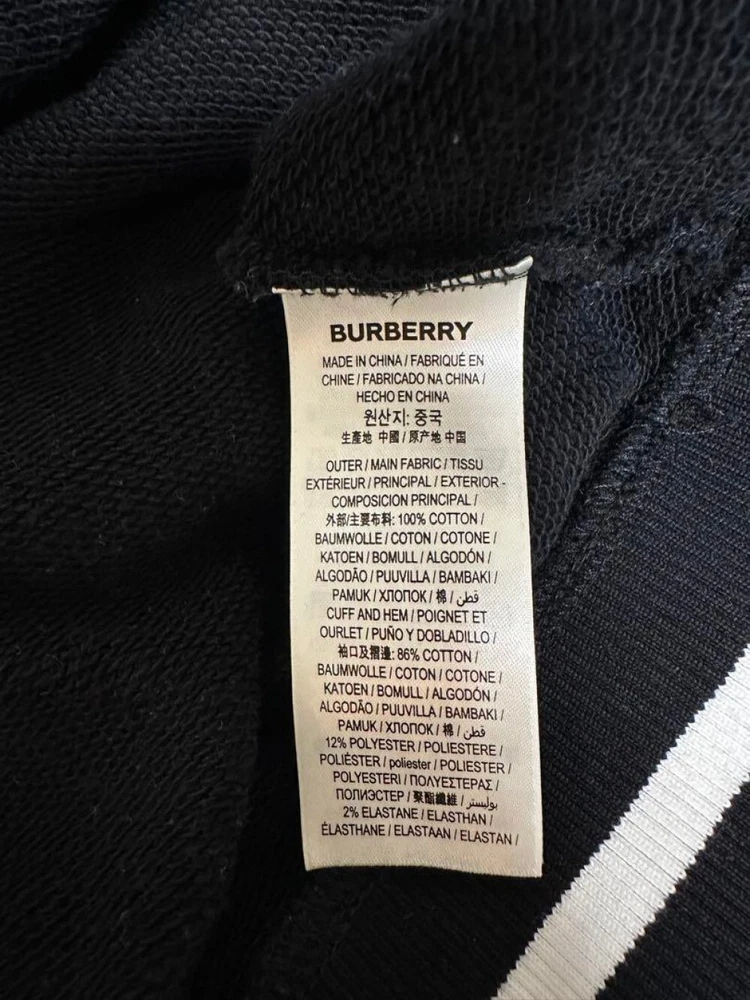 BURBERRY
MADE IN CHINA / FABRIQUÉ EN
CHINE / FABRICADO NA CHINA /
HECHO EN CHINA
원산지: 중국
生產地 中國 / 原产地 中国
OUTER / MAIN FABRIC / TISSU
EXTÉRIEUR / PRINCIPAL / EXTERIOR -
COMPOSICION PRINCIPAL /
外部/主要布料: 100% COTTON /
BAUMWOLLE / COTON / COTONE /
KATOEN / BOMULL / ALGODÓN /
ALGODÃO / PUUVILLA / ΒΑΜΒΑΚΙ /
PAMUK / ХЛОПОК / 棉 / قطن /
CUFF AND HEM / POIGNET ET
OURLET / PUÑO Y DOBLADILLO /
袖口及摺邊: 86% COTTON /
BAUMWOLLE / COTON / COTONE /
KATOEN / BOMULL / ALGODÓN /
ALGODÃO / PUUVILLA / ΒΑΜΒΑΚΙ /
PAMUK / ХЛОПОК / 棉 / قطن /
12% POLYESTER / POLIESTERE /
POLIÉSTER / poliester / POLIESTER /
POLYESTERI / ΠΟΛΥΕΣΤΕΡΑΣ /
ПОЛИЭСТЕР / 聚酯纖維 / بوليستر /
2% ELASTANE / ELASTHAN /
ÉLASTHANE / ELASTAAN / ELASTAN /